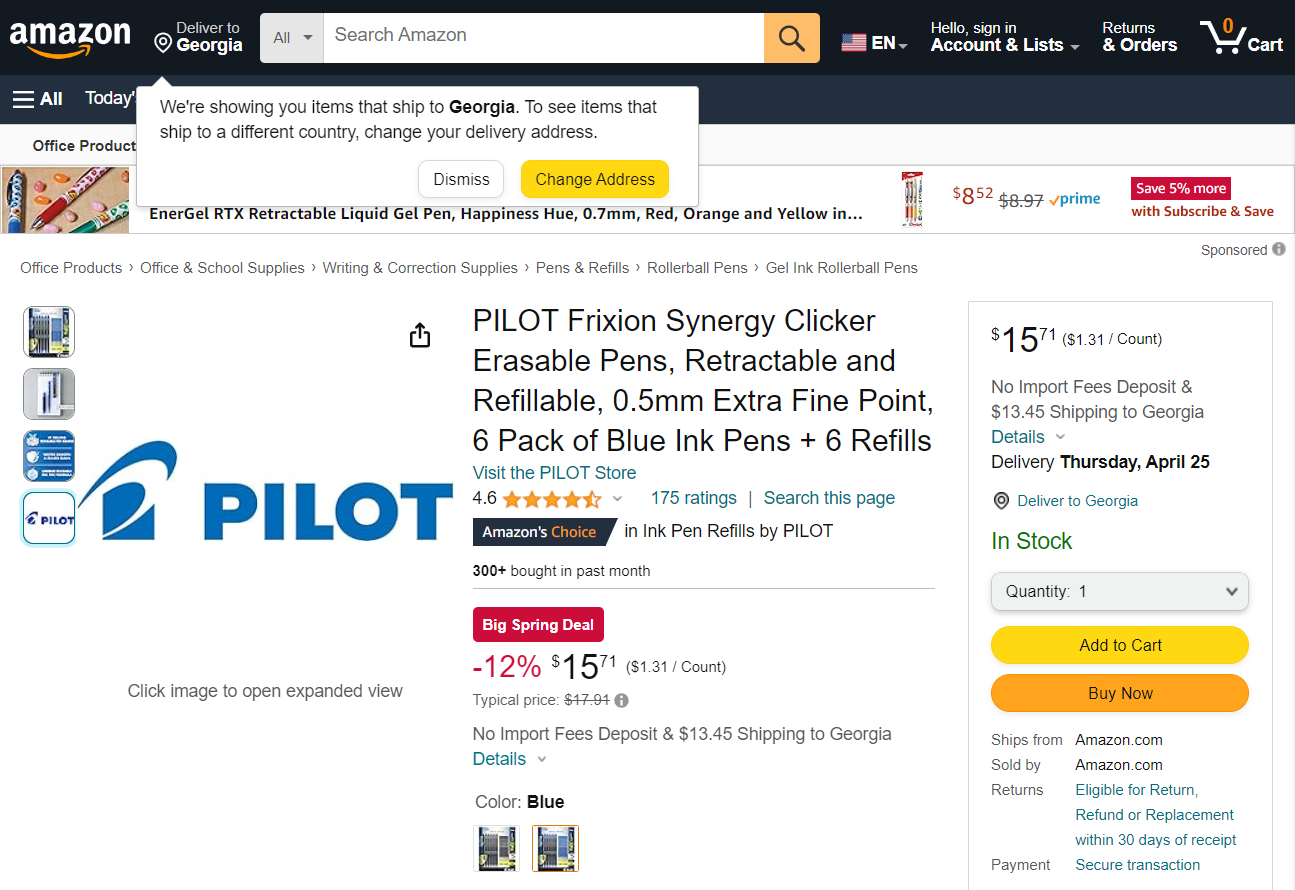 amazon
Deliver to
Georgia
All
Search Amazon
EN
Hello, sign in
Account & Lists
Returns
& Orders
0
Cart
All
Today'
We're showing you items that ship to Georgia. To see items that
ship to a different country, change your delivery address.
Dismiss
Change Address
Office Product
EnerGel RTX Retractable Liquid Gel Pen, Happiness Hue, 0.7mm, Red, Orange and Yellow in…
$8.52 $8.97 prime
Save 5% more
with Subscribe & Save
Sponsored
Office Products › Office & School Supplies › Writing & Correction Supplies › Pens & Refills › Rollerball Pens › Gel Ink Rollerball Pens
PILOT
PILOT
Click image to open expanded view
PILOT Frixion Synergy Clicker
Erasable Pens, Retractable and
Refillable, 0.5mm Extra Fine Point,
6 Pack of Blue Ink Pens + 6 Refills
Visit the PILOT Store
4.6
175 ratings | Search this page
Amazon's Choice in Ink Pen Refills by PILOT
300+ bought in past month
Big Spring Deal
-12% $1571 ($1.31 / Count)
Typical price: $17.91
No Import Fees Deposit & $13.45 Shipping to Georgia
Details
Color: Blue
$1571 ($1.31 / Count)
No Import Fees Deposit &
$13.45 Shipping to Georgia
Details
Delivery Thursday, April 25
Deliver to Georgia
In Stock
Quantity: 1
Add to Cart
Buy Now
Ships from Amazon.com
Sold by Amazon.com
Returns Eligible for Return,
Refund or Replacement
within 30 days of receipt
Payment Secure transaction